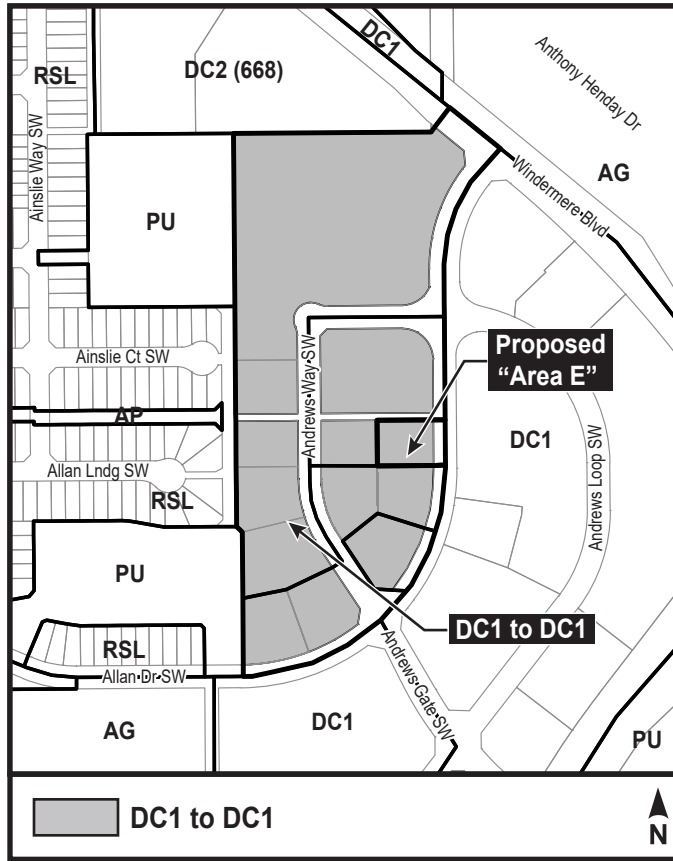 DC1
RSL
DC2 (668)
Anthony Henday Dr
Ainslie Way SW
AG
Windermere Blvd
PU
Proposed
“Area E”
Ainslie Ct SW
Andrews Way SW
AP
DC1
Andrews Loop SW
Allan Lndg SW
RSL
PU
DC1 to DC1
RSL
Allan Dr SW
Andrews Gate SW
AG
DC1
PU
DC1 to DC1
N